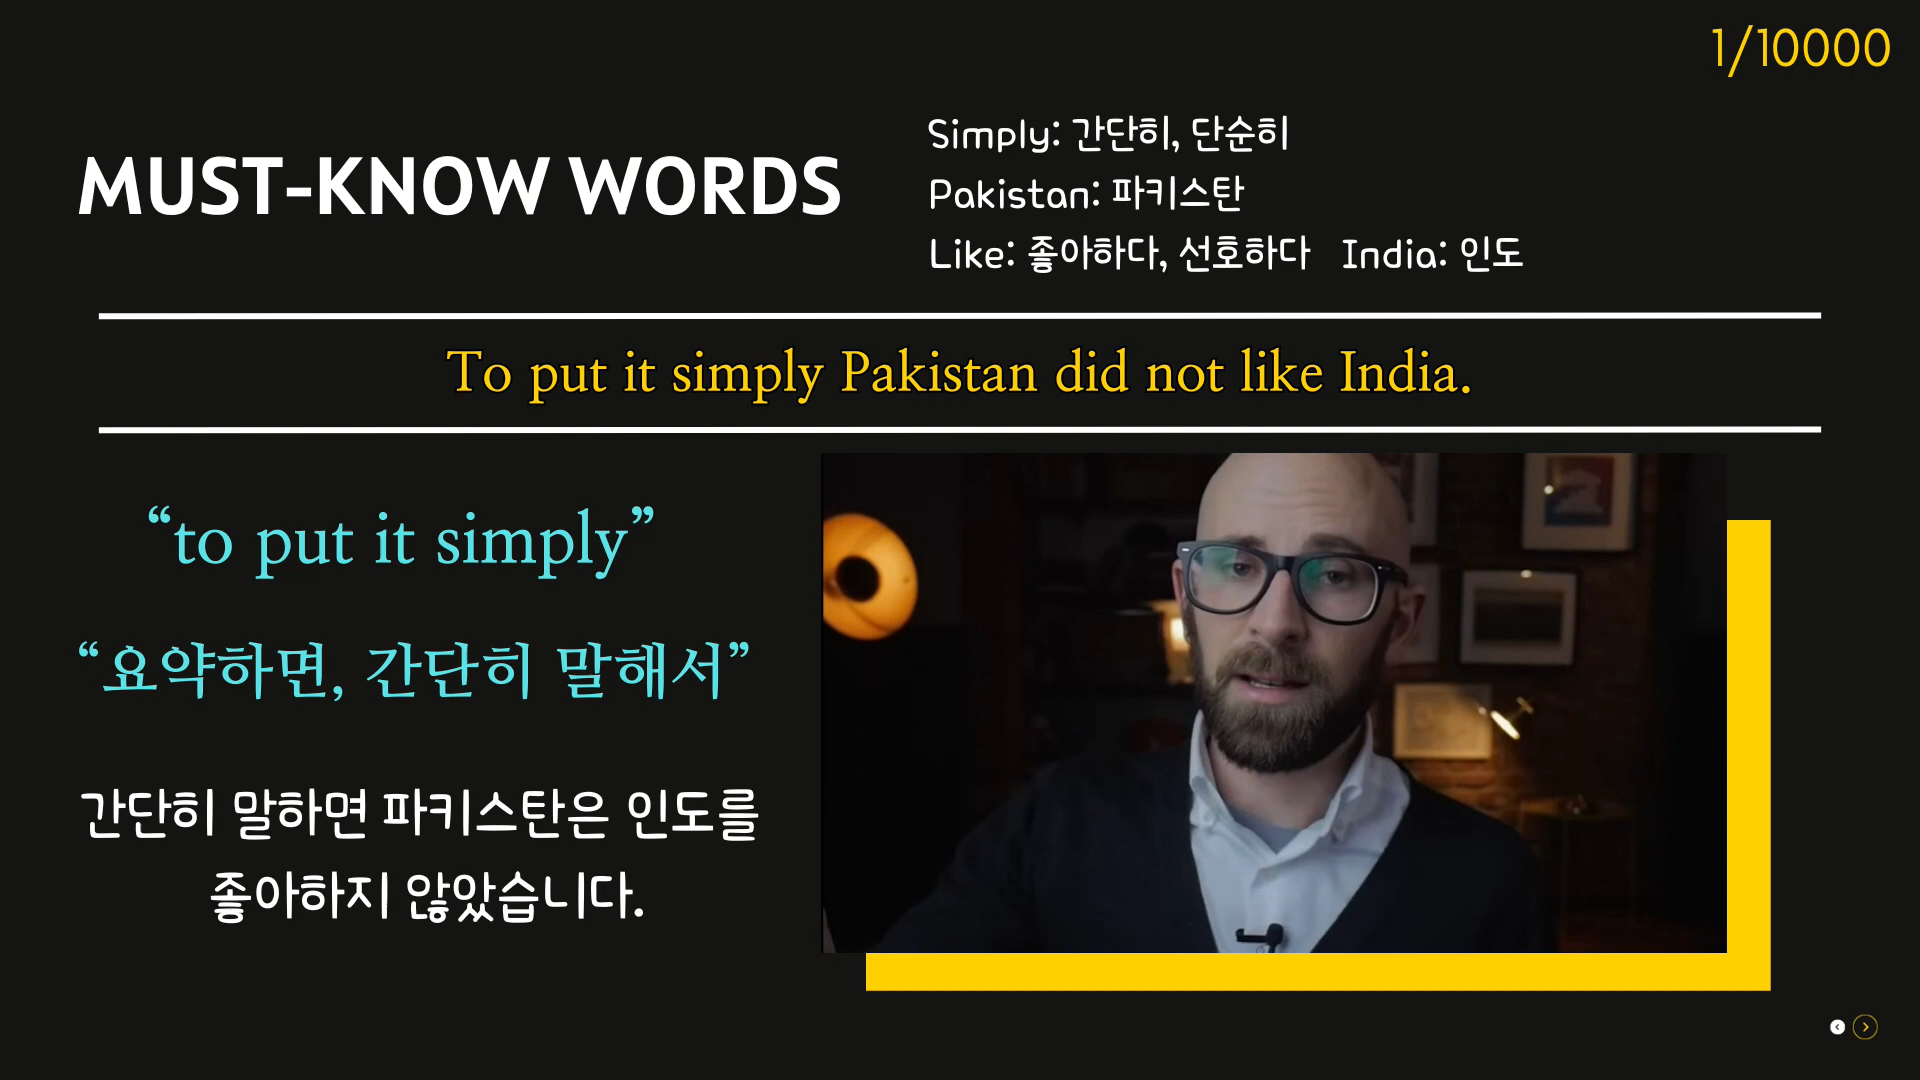 1/10000
MUST-KNOW WORDS
Simply: 간단히, 단순히
Pakistan: 파키스탄
Like: 좋아하다, 선호하다 India: 인도
To put it simply Pakistan did not like India.
“to put it simply”
“요약하면, 간단히 말해서”
간단히 말하면 파키스탄은 인도를
좋아하지 않았습니다.